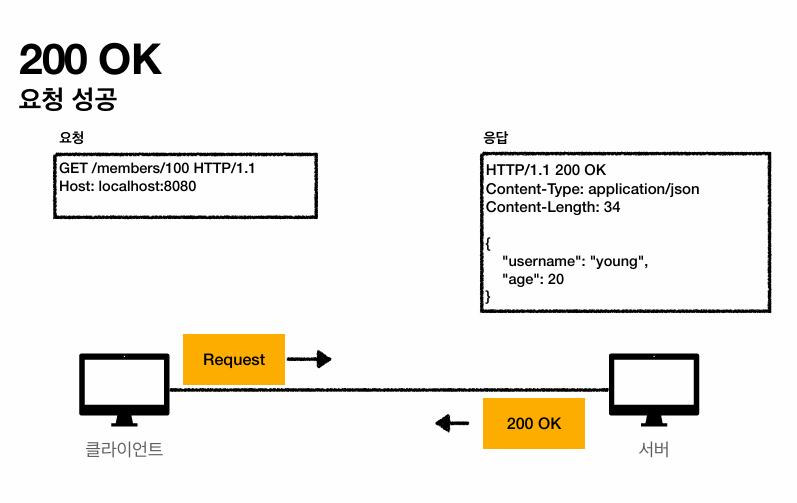 200 OK
요청 성공
요청
GET /members/100 HTTP/1.1
Host: localhost:8080
응답
HTTP/1.1 200 OK
Content-Type: application/json
Content-Length: 34
{
"username": "young",
"age": 20
}
Request
200 OK
클라이언트
서버